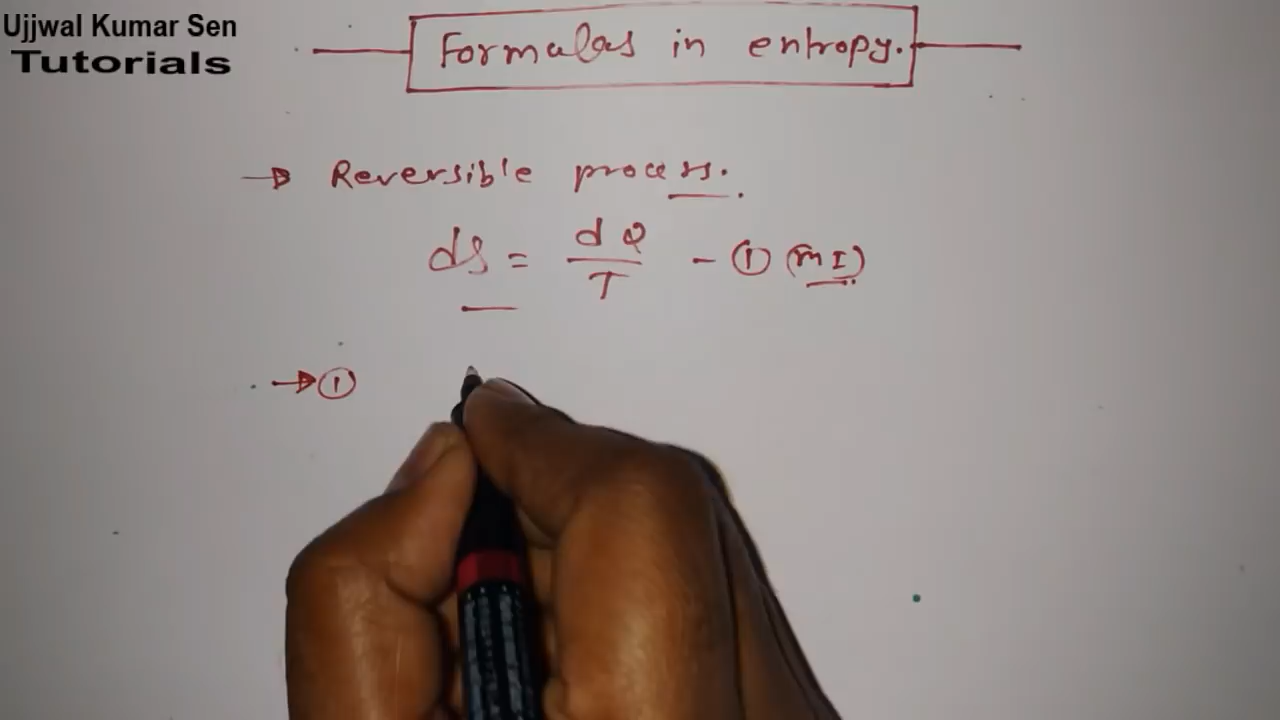 Ujjwal Kumar Sen
Tutorials
Formulas in entropy.
→ Reversible process.
ds = dQ/T - ① (mI)
→ ①